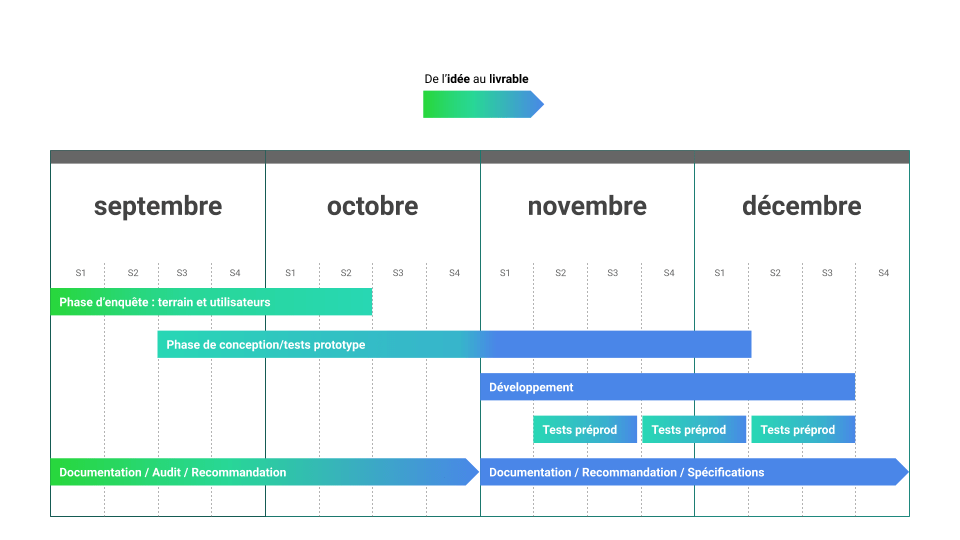 De l'idée au livrable
septembre octobre novembre décembre
S1 S2 S3 S4 S1 S2 S3 S4 S1 S2 S3 S4 S1 S2 S3 S4
Phase d'enquête : terrain et utilisateurs
Phase de conception/tests prototype
Développement
Tests préprod Tests préprod Tests préprod
Documentation / Audit / Recommandation Documentation / Recommandation / Spécifications